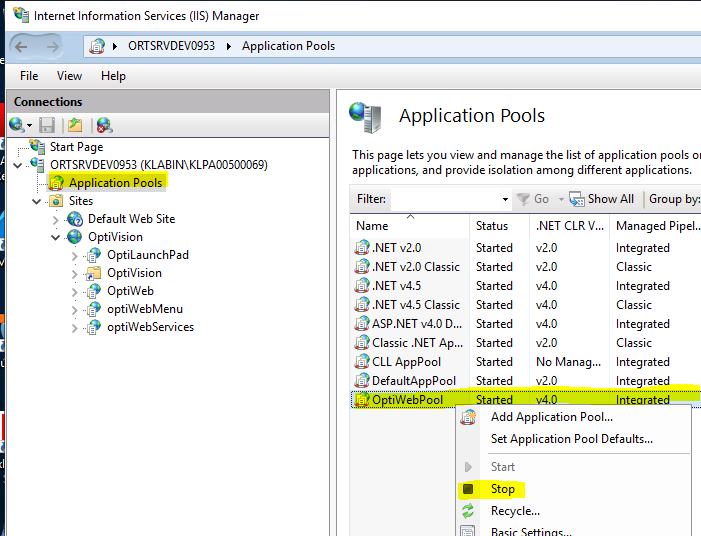 Internet Information Services (IIS) Manager
ORTSRVDEV0953 Application Pools
File View Help
Connections
Start Page
ORTSRVDEV0953 (KLABIN\KLPA00500069)
Application Pools
Sites
Default Web Site
OptiVision
OptiLaunchPad
OptiVision
OptiWeb
optiWebMenu
optiWebServices
Application Pools
This page lets you view and manage the list of application pools o
applications, and provide isolation among different applications.
Filter: Go Show All Group by:
Name Status .NET CLR V... Managed Pipel...
.NET v2.0 Started v2.0 Integrated
.NET v2.0 Classic Started v2.0 Classic
.NET v4.5 Started v4.0 Integrated
.NET v4.5 Classic Started v4.0 Classic
ASP.NET v4.0 D... Started v4.0 Integrated
Classic .NET Ap... Started v2.0 Classic
CLL AppPool Started No Manag... Integrated
DefaultAppPool Started v2.0 Integrated
OptiWebPool Started v4.0 Integrated
Add Application Pool...
Set Application Pool Defaults...
Start
Stop
Recycle...
Basic Settings...